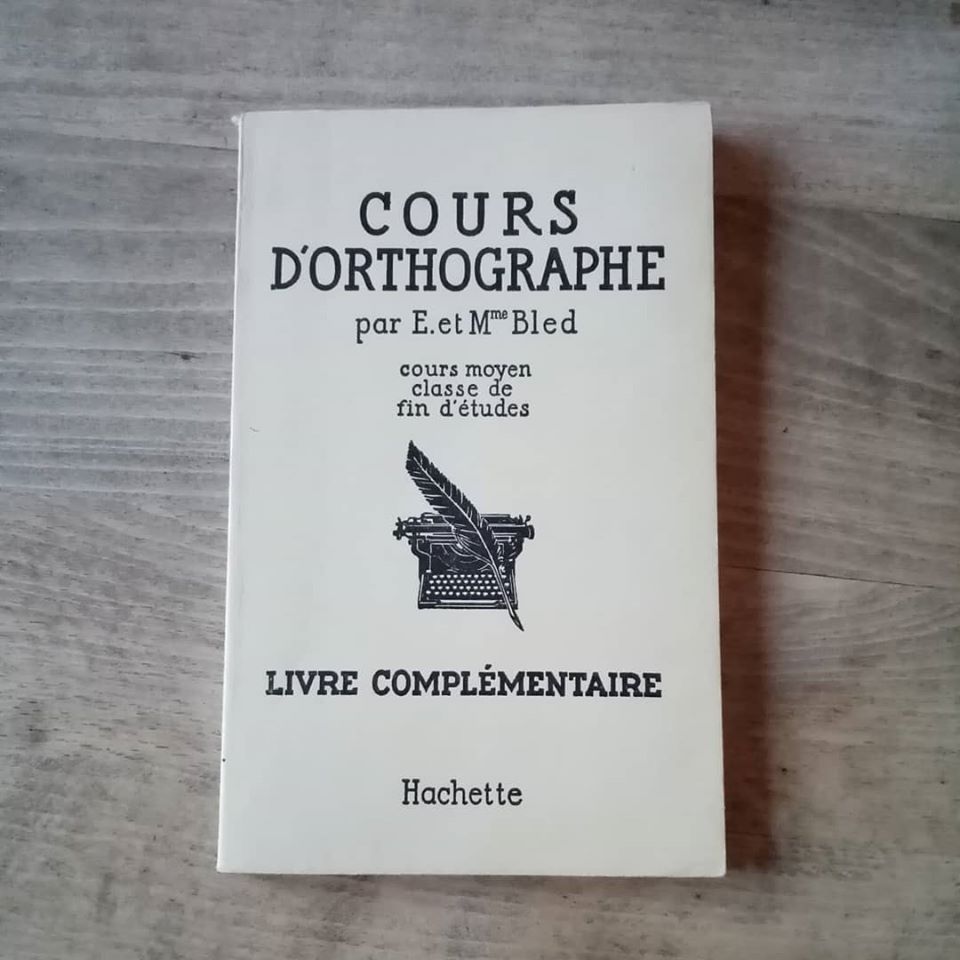 COURS
D'ORTHOGRAPHE
par E. et Mme Bled
cours moyen
classe de
fin d'études
LIVRE COMPLÉMENTAIRE
Hachette